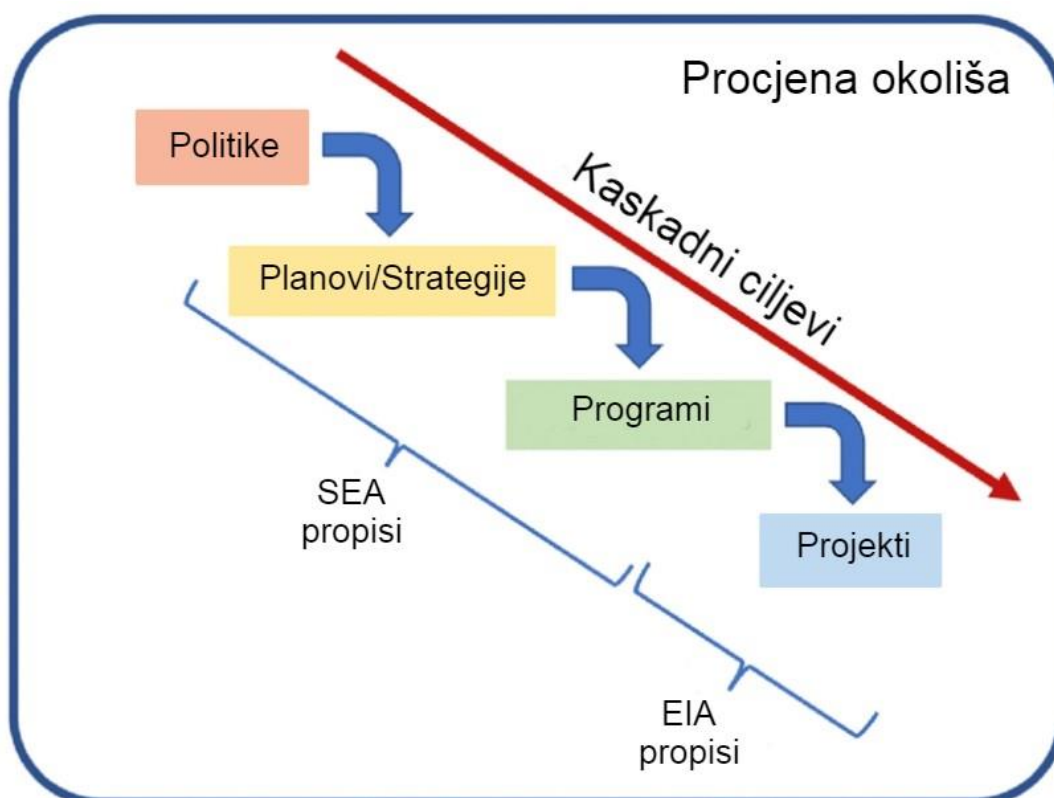 Procjena okoliša
Politike
Kaskadni ciljevi
Planovi/Strategije
Programi
SEA
propisi
Projekti
EIA
propisi